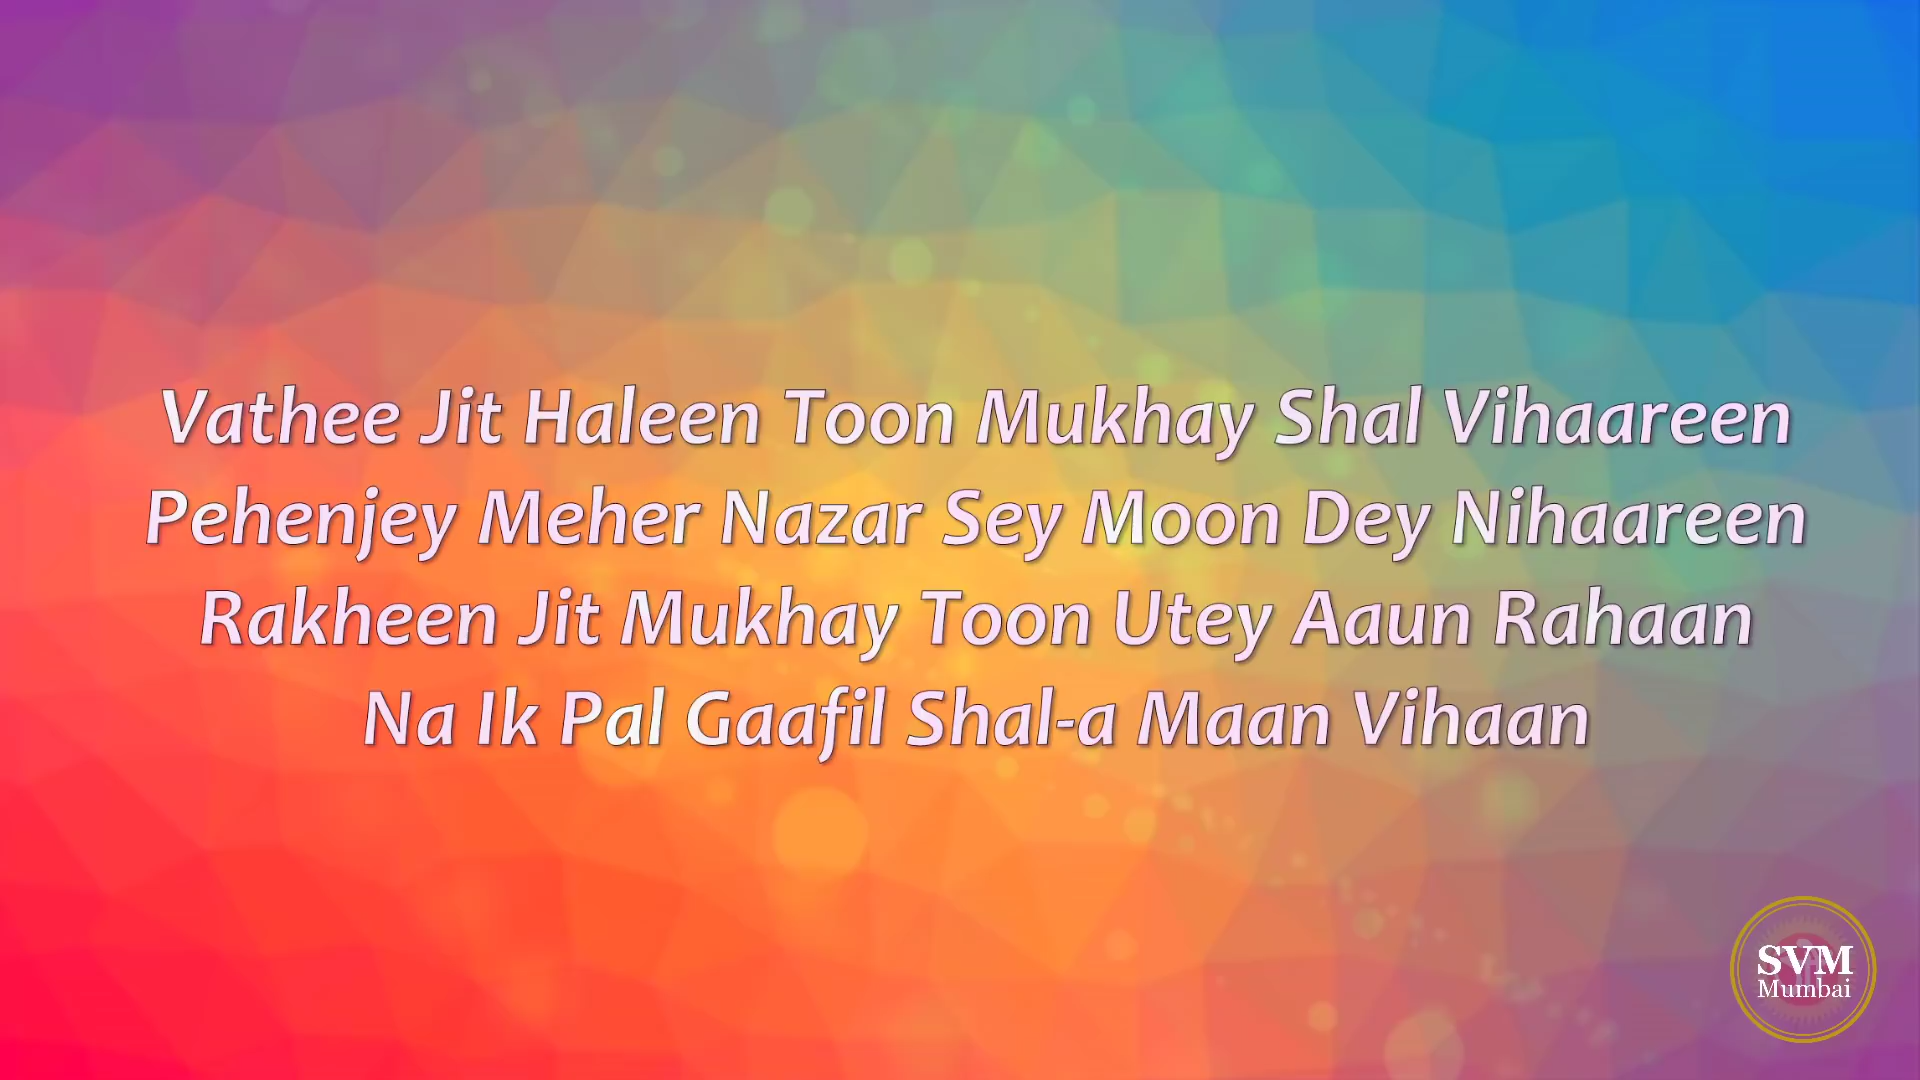 Vathee Jit Haleen Toon Mukhay Shal Vihaareen
Pehenjey Meher Nazar Sey Moon Dey Nihaareen
Rakheen Jit Mukhay Toon Utey Aaun Rahaan
Na Ik Pal Gaafil Shal-a Maan Vihaan
SVM
Mumbai